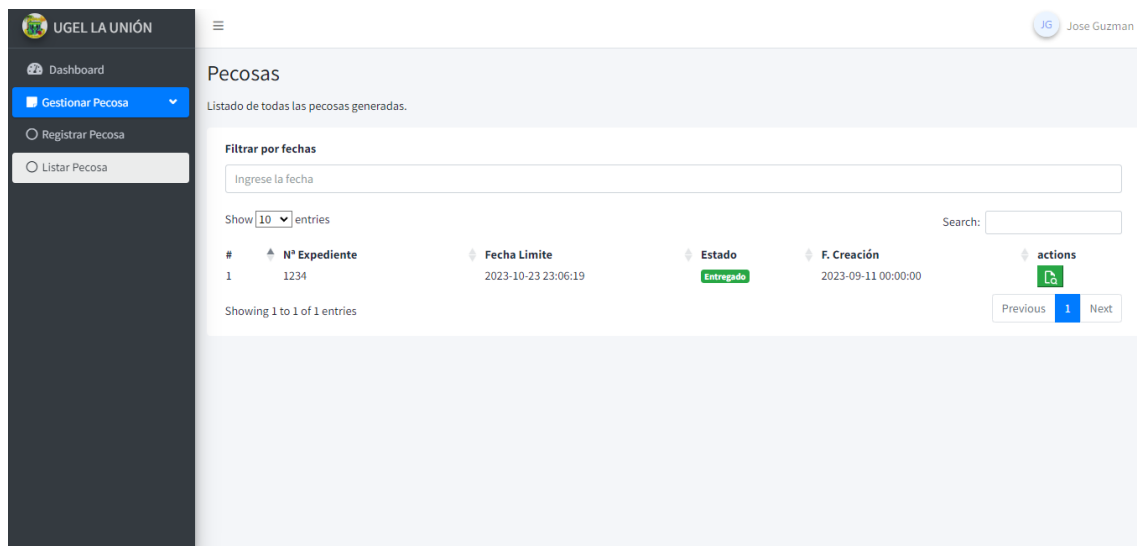 UGEL LA UNIÓN
JG Jose Guzman
Dashboard
Gestionar Pecosa
Registrar Pecosa
Listar Pecosa
Pecosas
Listado de todas las pecosas generadas.
Filtrar por fechas
Ingrese la fecha
Show 10 entries
Search:
# Nª Expediente Fecha Limite Estado F. Creación actions
1 1234 2023-10-23 23:06:19 Entregado 2023-09-11 00:00:00
Showing 1 to 1 of 1 entries
Previous 1 Next